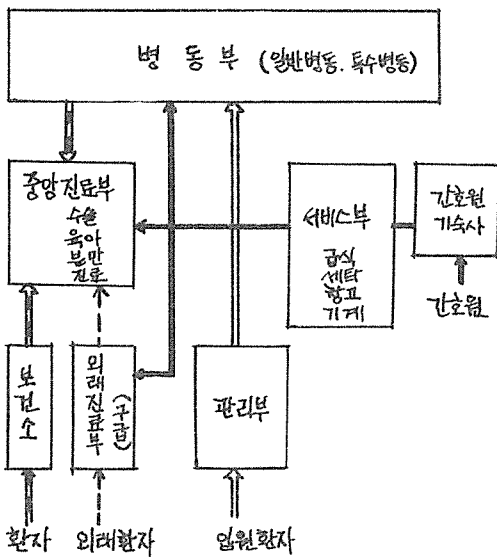 병동부 (일반병동. 특수병동)
중앙진료부
수술
육아
분만
진료
서비스부
급식
세탁
창고
기계
간호원
기숙사
간호원
보건소
외래진료부
(구급)
관리부
환자
외래환자
입원환자